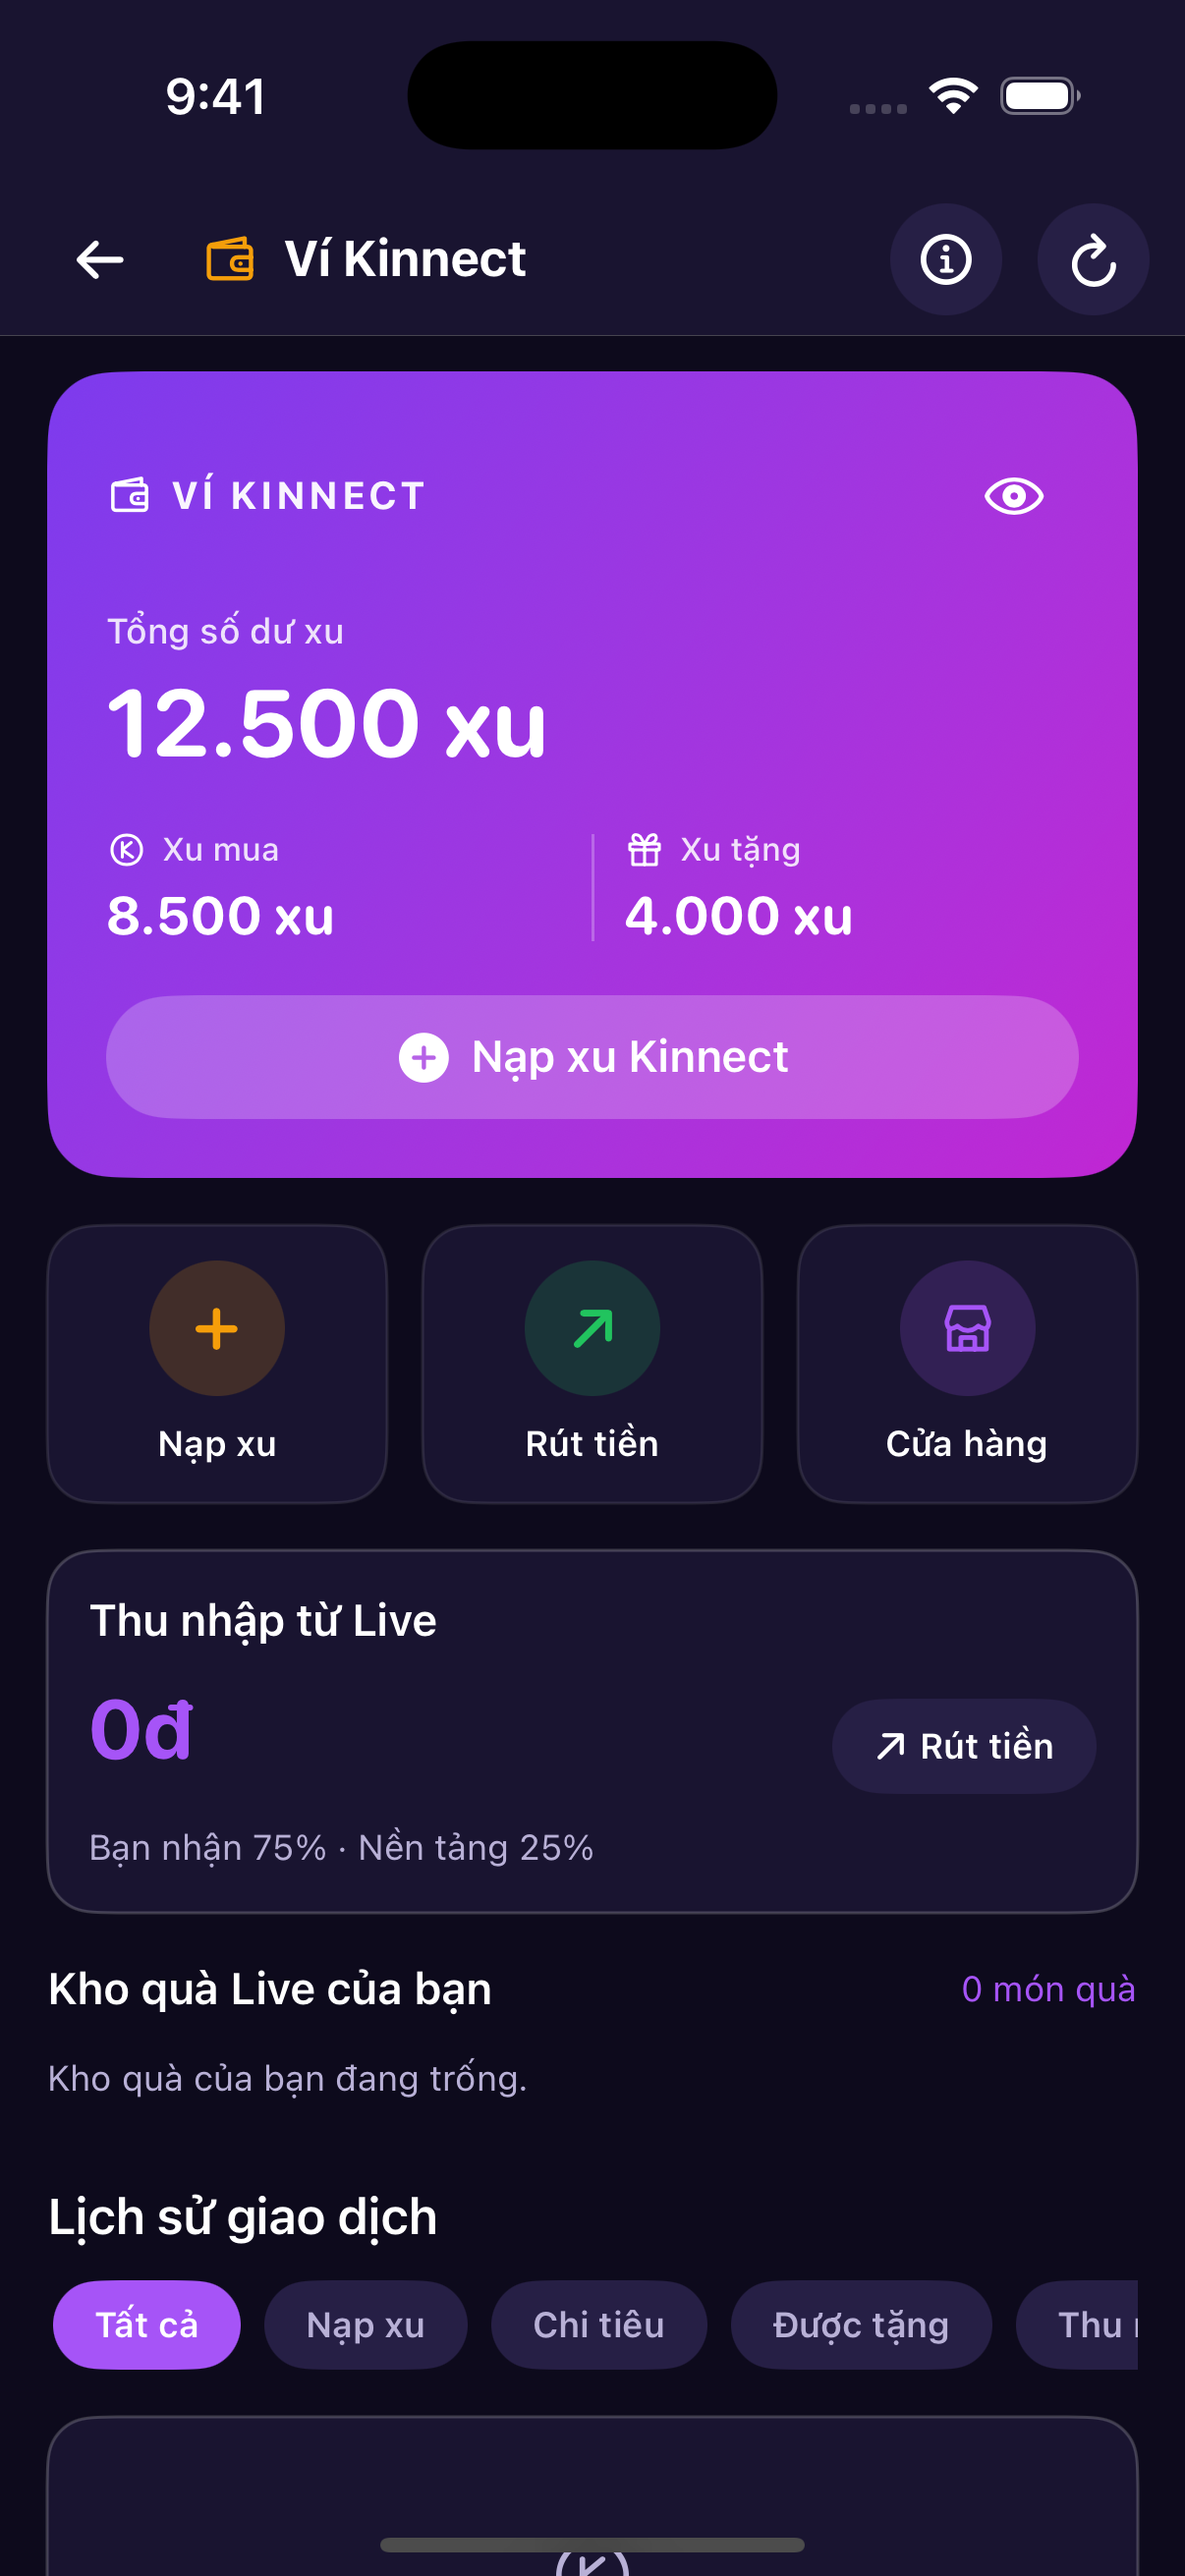 9:41
Ví Kinnect
VÍ KINNECT
Tổng số dư xu
12.500 xu
Xu mua
8.500 xu
Xu tặng
4.000 xu
Nạp xu Kinnect
Nạp xu
Rút tiền
Cửa hàng
Thu nhập từ Live
0đ
Rút tiền
Bạn nhận 75% · Nền tảng 25%
Kho quà Live của bạn
0 món quà
Kho quà của bạn đang trống.
Lịch sử giao dịch
Tất cả
Nạp xu
Chi tiêu
Được tặng
Thu